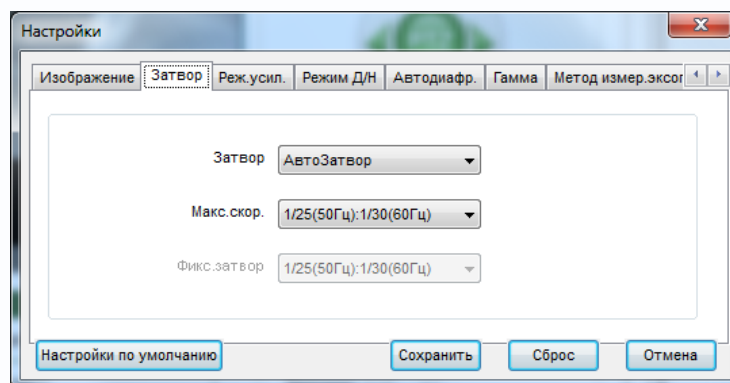 Настройки
Изображение Затвор Реж.усил. Режим Д/Н Автодиафр. Гамма Метод измер.экспо
Затвор АвтоЗатвор
Макс.скор. 1/25(50Гц):1/30(60Гц)
Фикс.затвор 1/25(50Гц):1/30(60Гц)
Настройки по умолчанию Сохранить Сброс Отмена